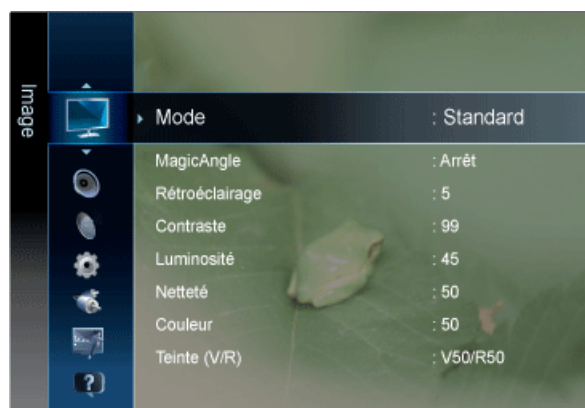 Image
Mode : Standard
MagicAngle : Arrêt
Rétroéclairage : 5
Contraste : 99
Luminosité : 45
Netteté : 50
Couleur : 50
Teinte (V/R) : V50/R50
?